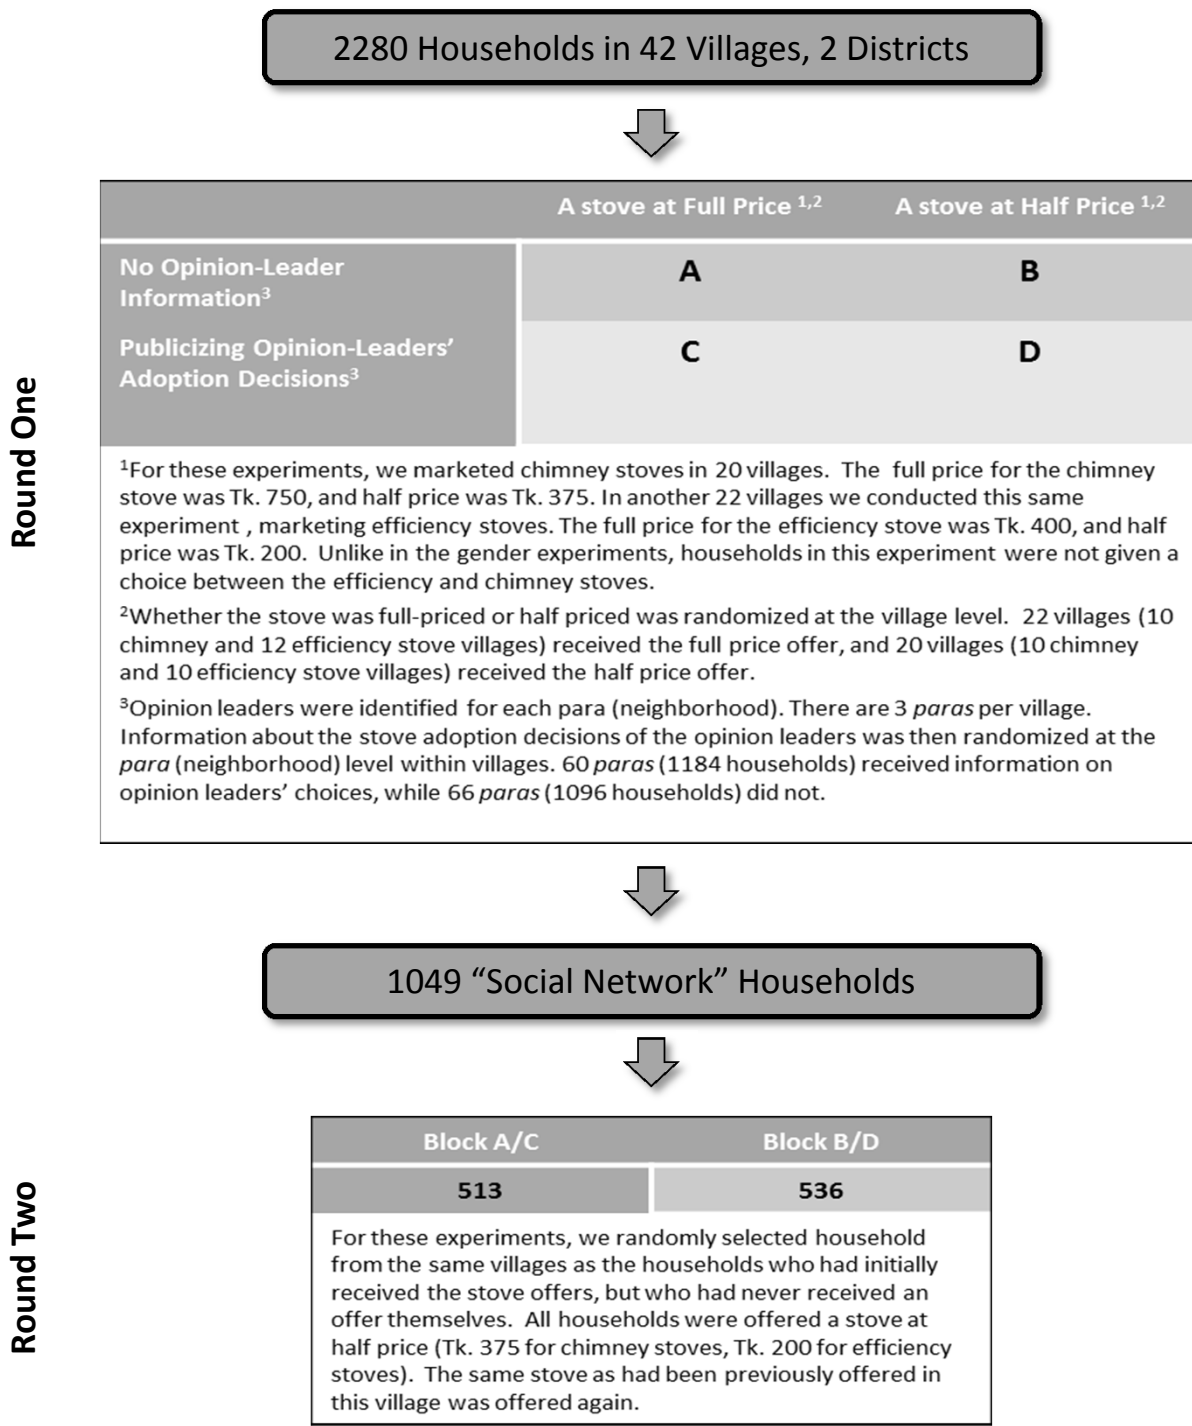 2280 Households in 42 Villages, 2 Districts
Round One
A stove at Full Price 1,2 A stove at Half Price 1,2
No Opinion-Leader
Information3
A B
Publicizing Opinion-Leaders'
Adoption Decisions3
C D
1For these experiments, we marketed chimney stoves in 20 villages. The full price for the chimney
stove was Tk. 750, and half price was Tk. 375. In another 22 villages we conducted this same
experiment , marketing efficiency stoves. The full price for the efficiency stove was Tk. 400, and half
price was Tk. 200. Unlike in the gender experiments, households in this experiment were not given a
choice between the efficiency and chimney stoves.
2Whether the stove was full-priced or half priced was randomized at the village level. 22 villages (10
chimney and 12 efficiency stove villages) received the full price offer, and 20 villages (10 chimney
and 10 efficiency stove villages) received the half price offer.
3Opinion leaders were identified for each para (neighborhood). There are 3 paras per village.
Information about the stove adoption decisions of the opinion leaders was then randomized at the
para (neighborhood) level within villages. 60 paras (1184 households) received information on
opinion leaders' choices, while 66 paras (1096 households) did not.
1049 “Social Network” Households
Round Two
Block A/C Block B/D
513 536
For these experiments, we randomly selected household
from the same villages as the households who had initially
received the stove offers, but who had never received an
offer themselves. All households were offered a stove at
half price (Tk. 375 for chimney stoves, Tk. 200 for efficiency
stoves). The same stove as had been previously offered in
this village was offered again.